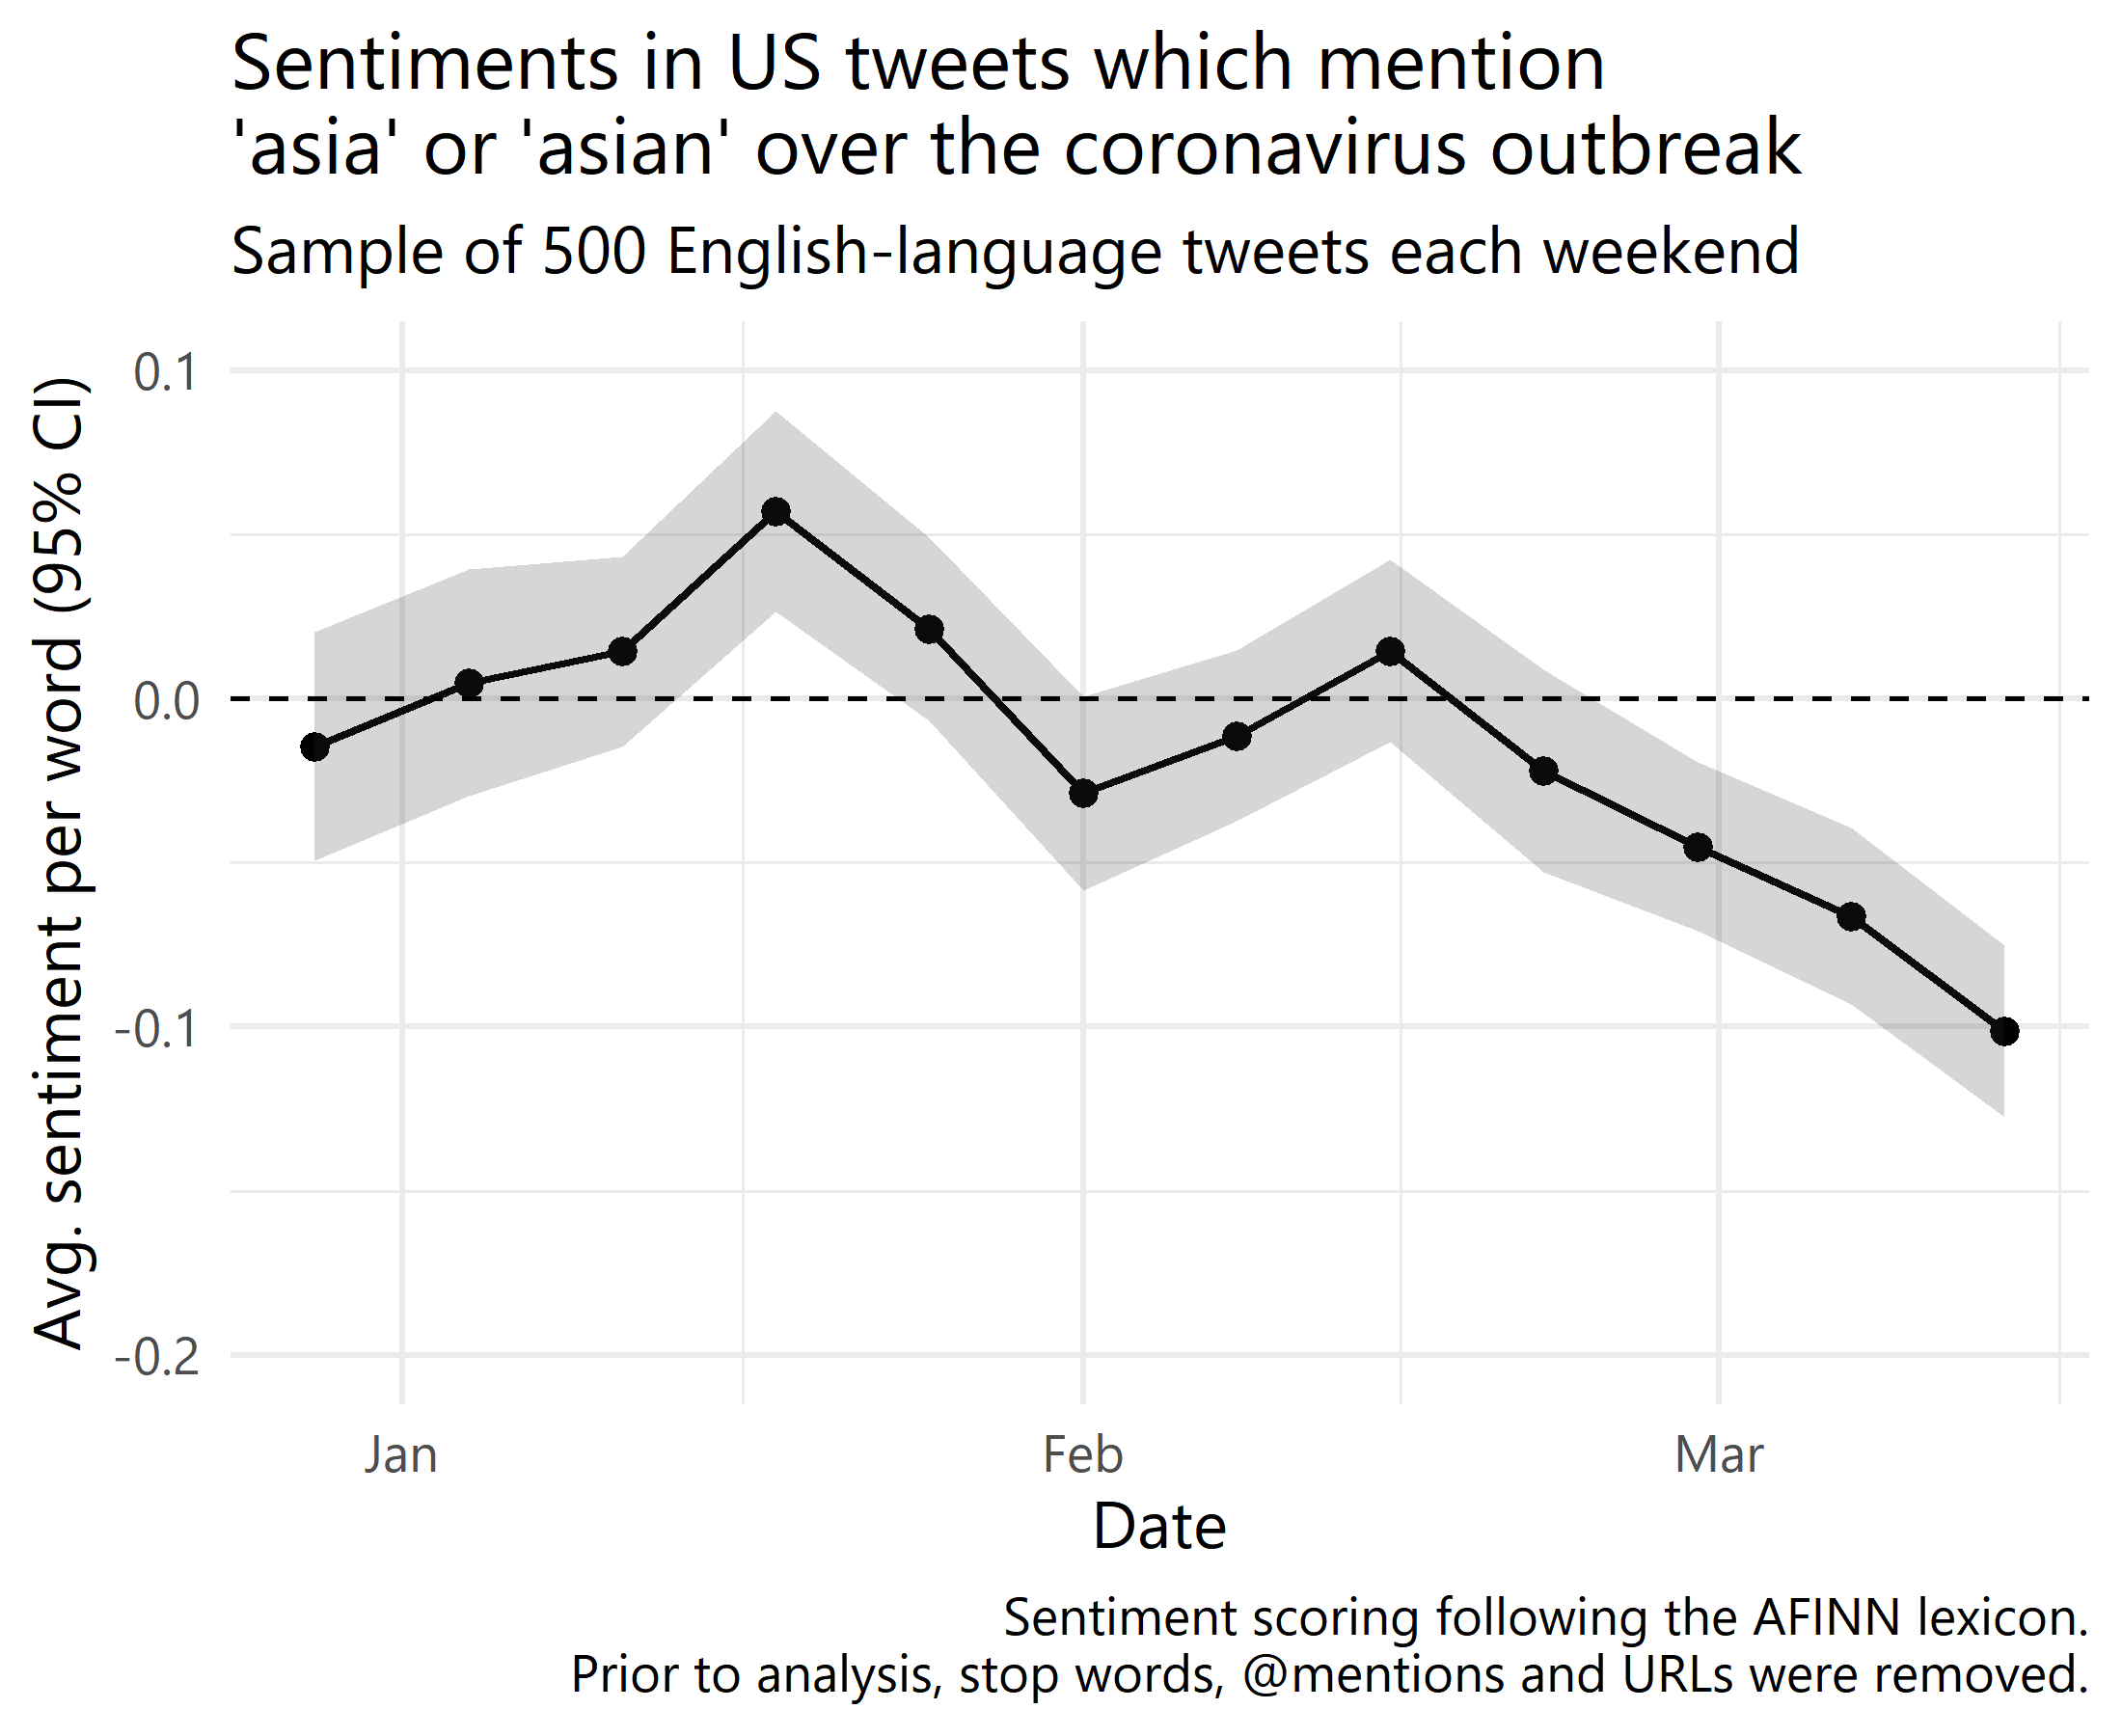 Sentiments in US tweets which mention
'asia' or 'asian' over the coronavirus outbreak
Sample of 500 English-language tweets each weekend
Avg. sentiment per word (95% CI)
0.1
0.0
-0.1
-0.2
Jan
Feb
Mar
Date
Sentiment scoring following the AFINN lexicon.
Prior to analysis, stop words, @mentions and URLs were removed.